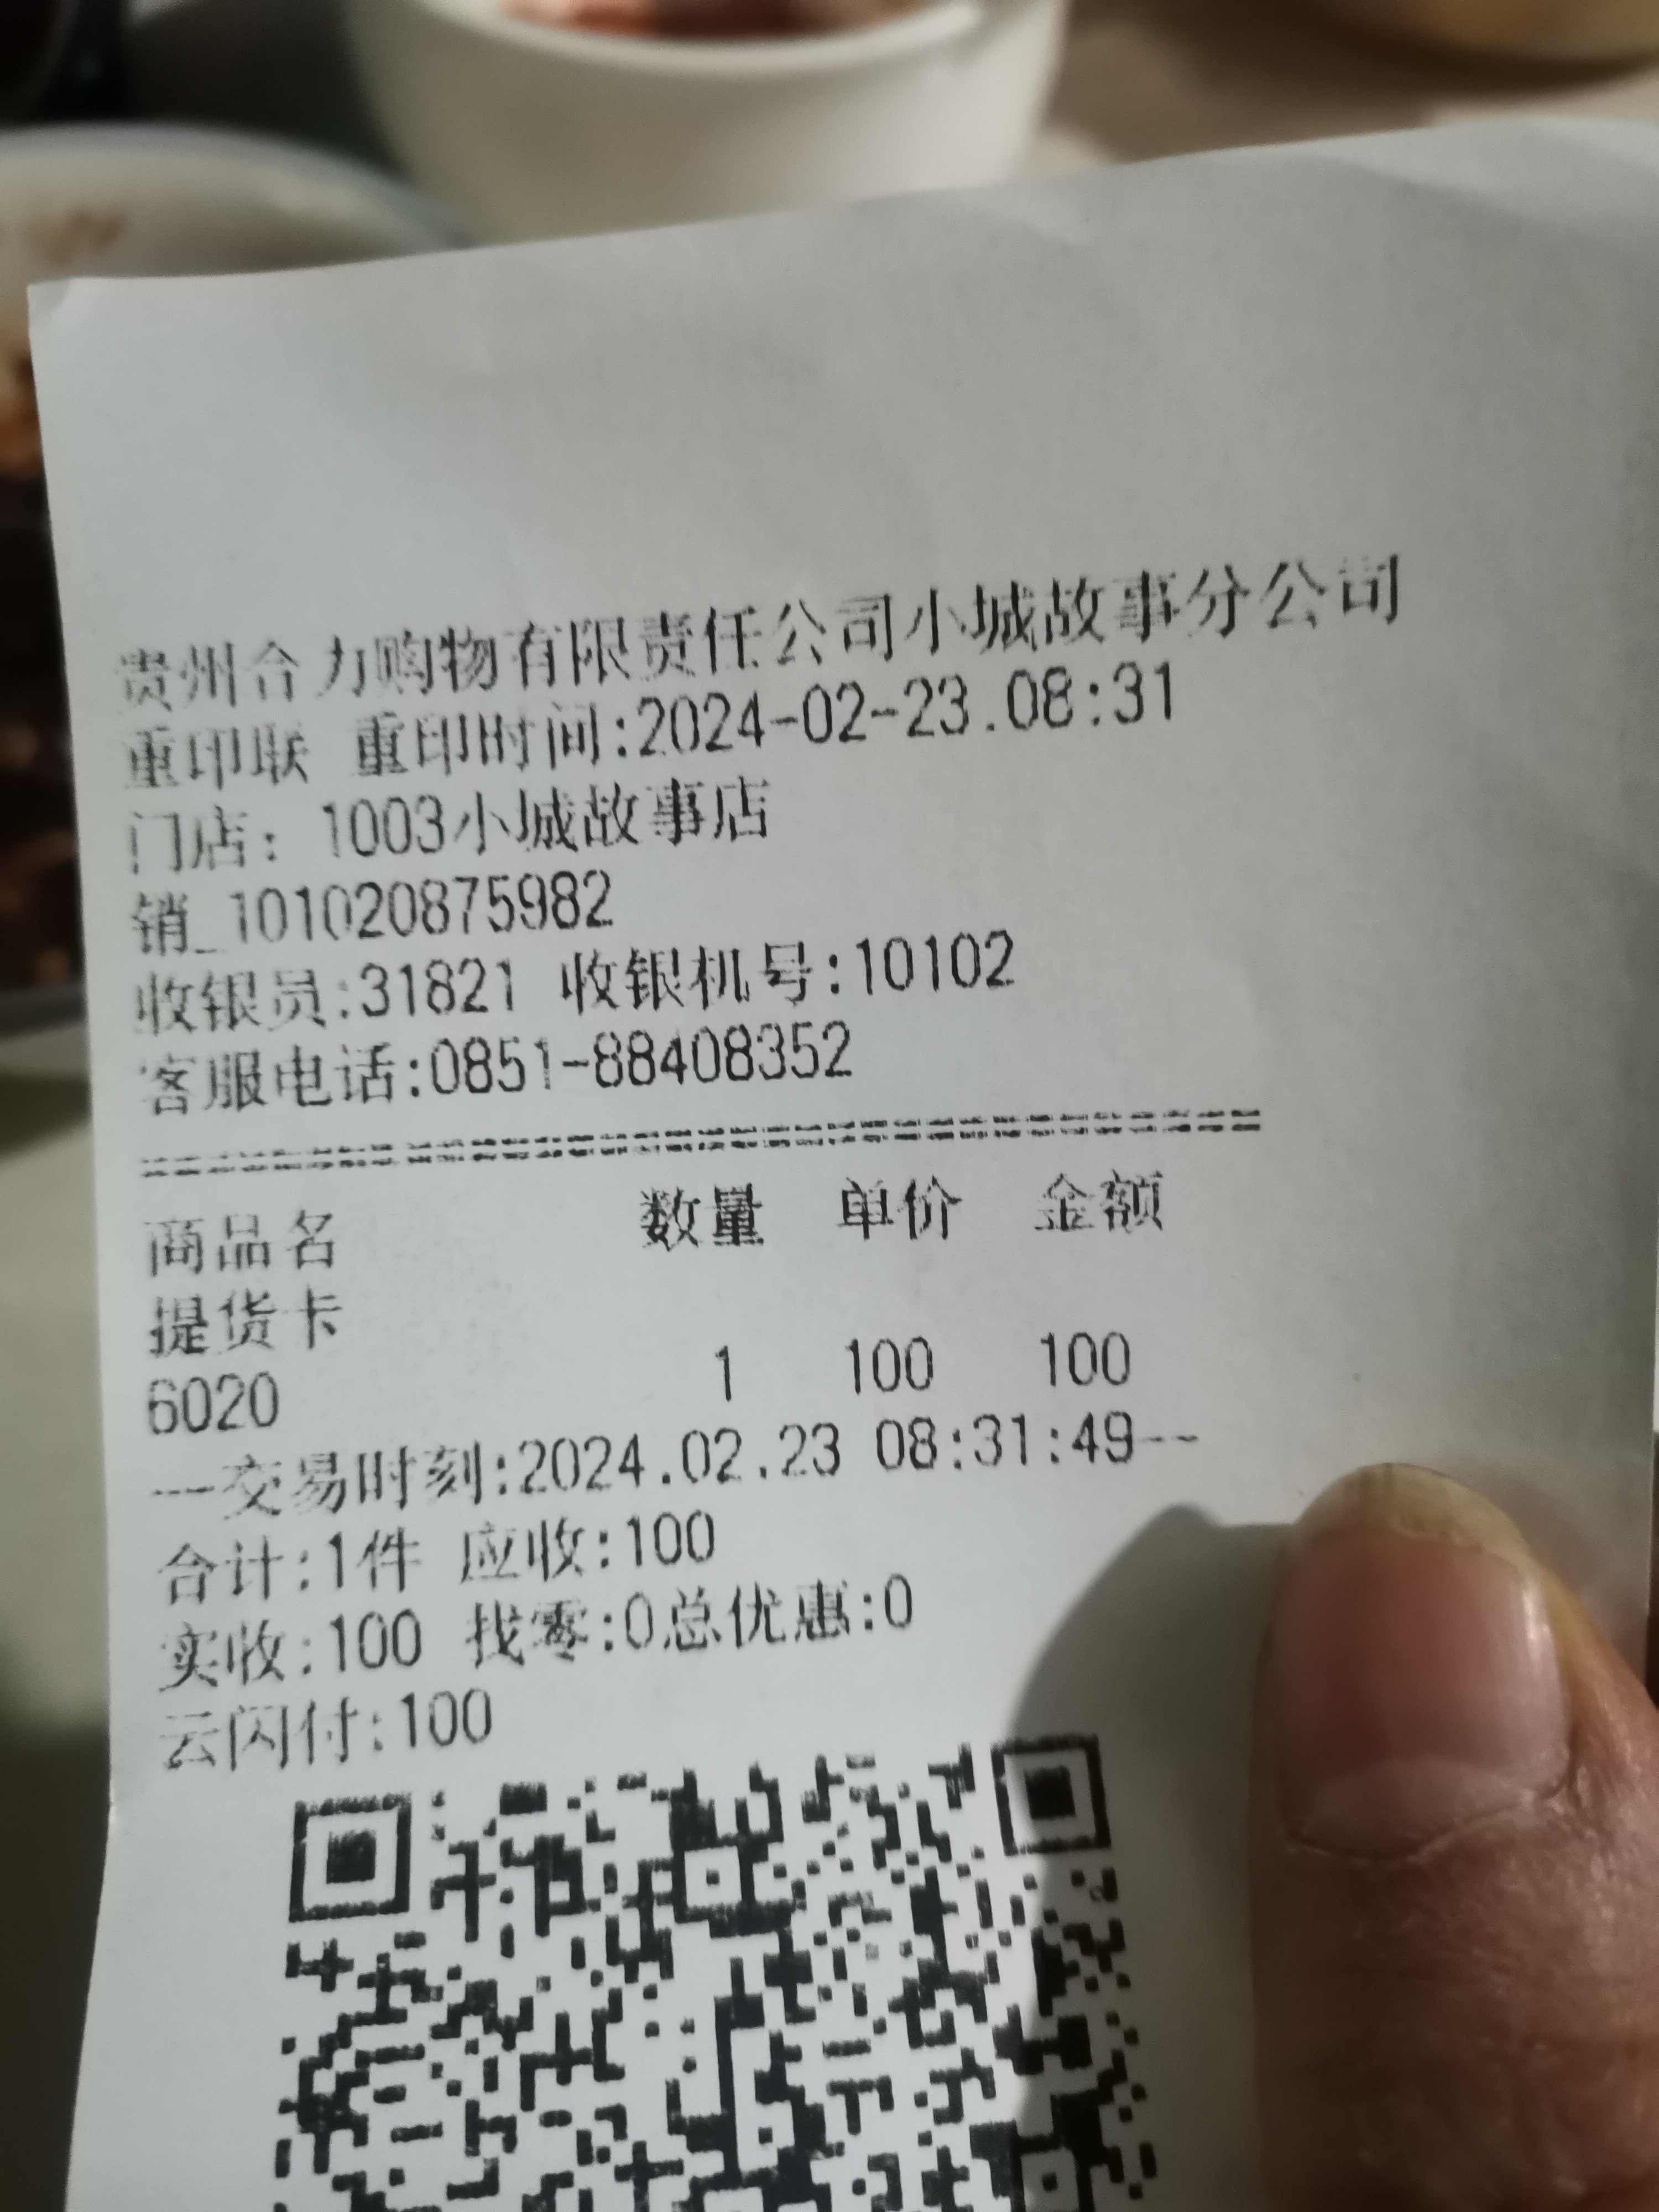 贵州合力购物有限责任公司小城故事分公司
重印联 重印时间:2024-02-23.08:31
门店: 1003小城故事店
销_101020875982
收银员:31821 收银机号:10102
客服电话:0851-88408352
商品名 数量 单价 金额
提货卡
6020 1 100 100
---交易时刻:2024.02.23 08:31:49--
合计:1件 应收:100
实收:100 找零:0总优惠:0
云闪付:100